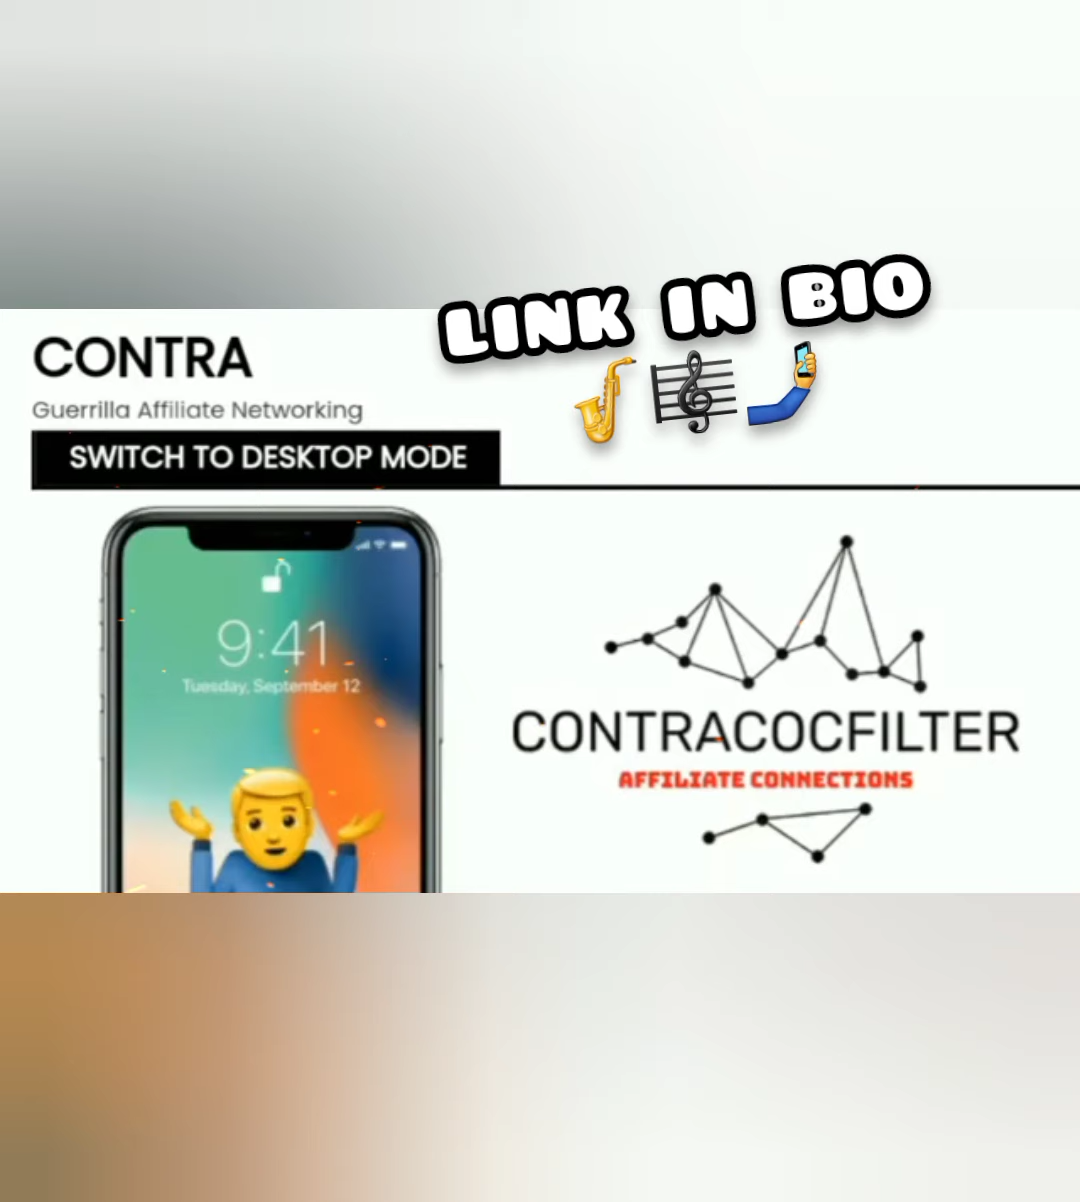 LINK IN BIO
CONTRA
Guerrilla Affiliate Networking
SWITCH TO DESKTOP MODE
9:41
Tuesday, September 12
CONTRACOCFILTER
AFFILIATE CONNECTIONS